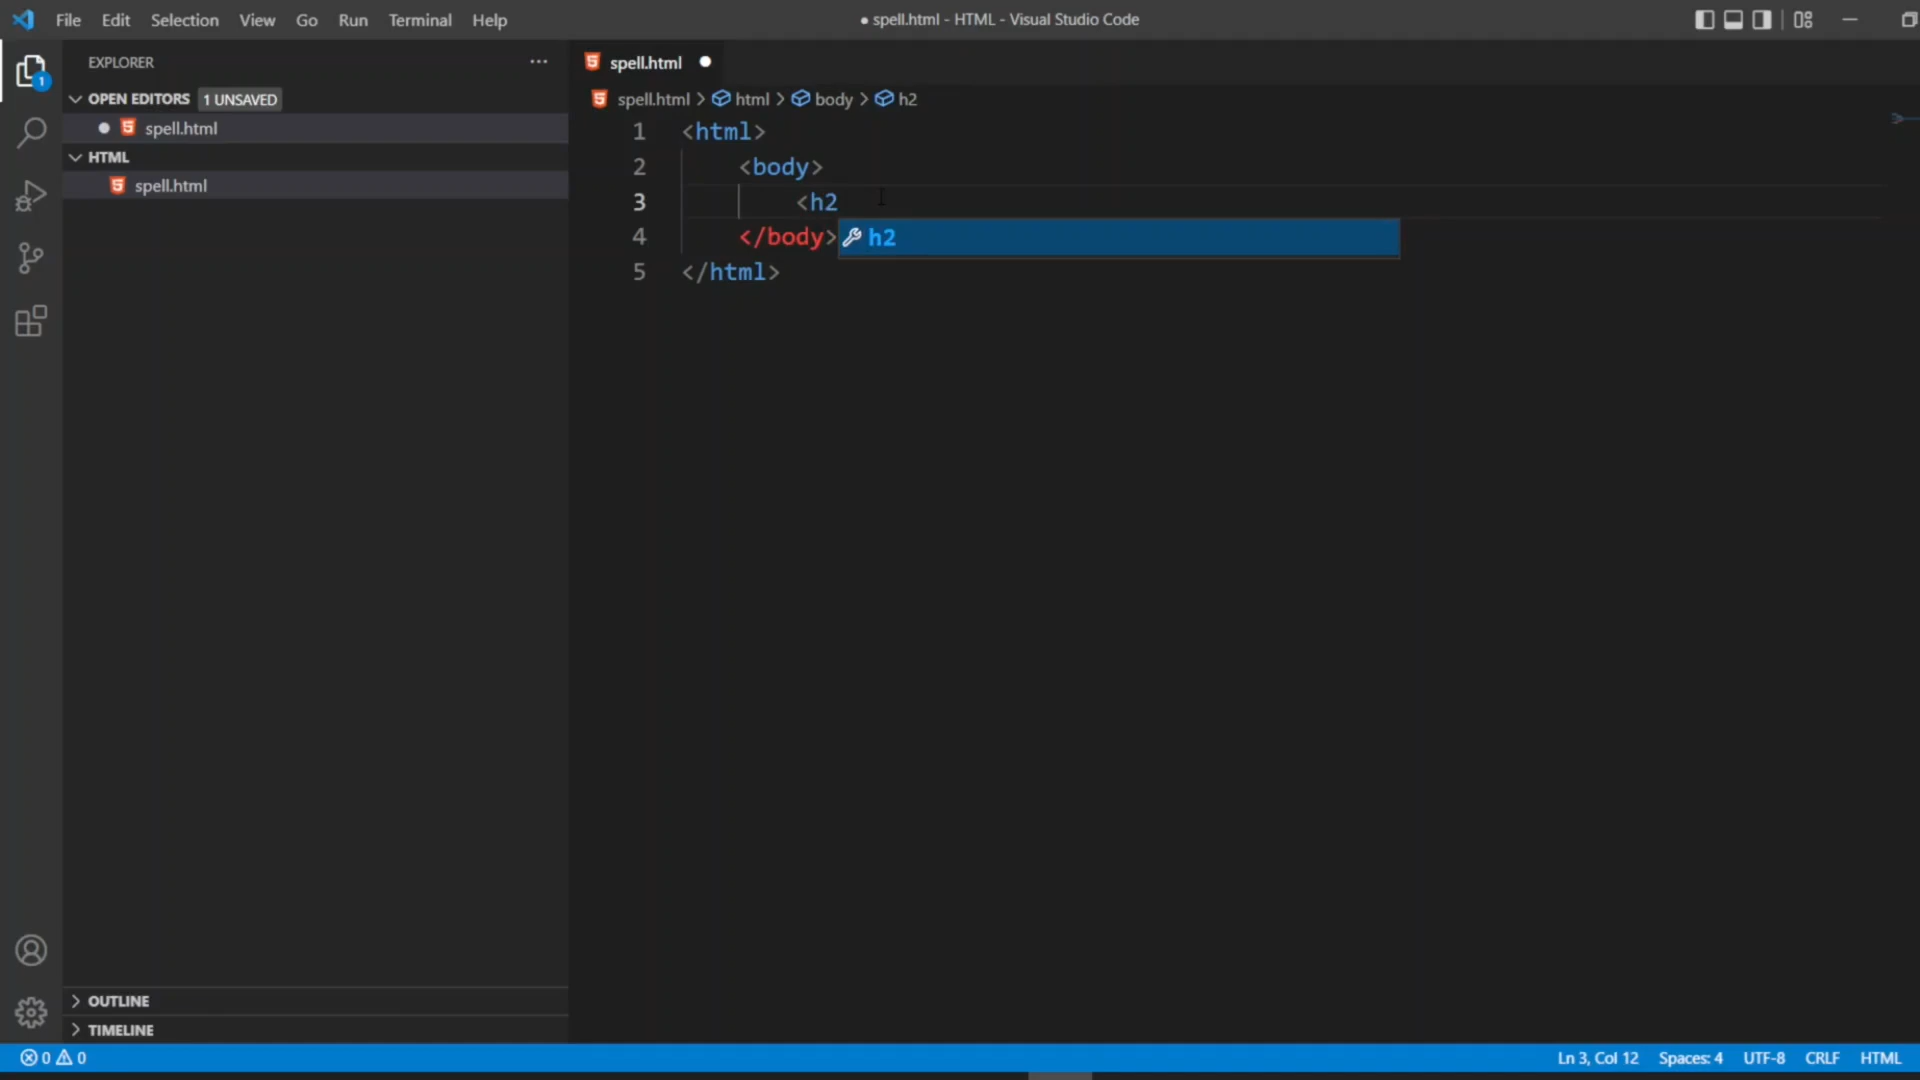 File Edit Selection View Go Run Terminal Help
● spell.html - HTML - Visual Studio Code
EXPLORER
1
OPEN EDITORS 1 UNSAVED
spell.html
HTML
spell.html
OUTLINE
TIMELINE
spell.html
spell.html > html > body > h2
1 <html>
2 <body>
3 <h2
4 </body>
h2
5 </html>
0 0
Ln 3, Col 12 Spaces: 4 UTF-8 CRLF HTML